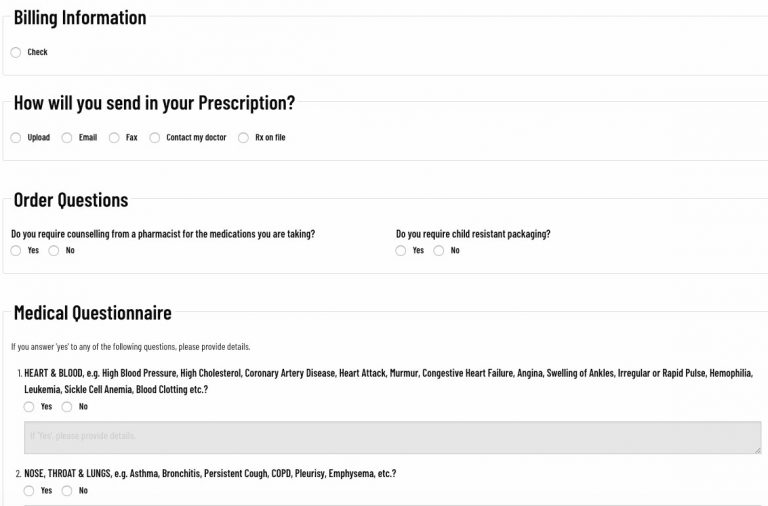 Billing Information
Check
How will you send in your Prescription?
Upload Email Fax Contact my doctor Rx on file
Order Questions
Do you require counselling from a pharmacist for the medications you are taking?
Yes No
Do you require child resistant packaging?
Yes No
Medical Questionnaire
If you answer 'yes' to any of the following questions, please provide details.
1. HEART & BLOOD, e.g. High Blood Pressure, High Cholesterol, Coronary Artery Disease, Heart Attack, Murmur, Congestive Heart Failure, Angina, Swelling of Ankles, Irregular or Rapid Pulse, Hemophilia,
Leukemia, Sickle Cell Anemia, Blood Clotting etc.?
Yes No
If 'Yes', please provide details.
2. NOSE, THROAT & LUNGS, e.g. Asthma, Bronchitis, Persistent Cough, COPD, Pleurisy, Emphysema, etc.?
Yes No